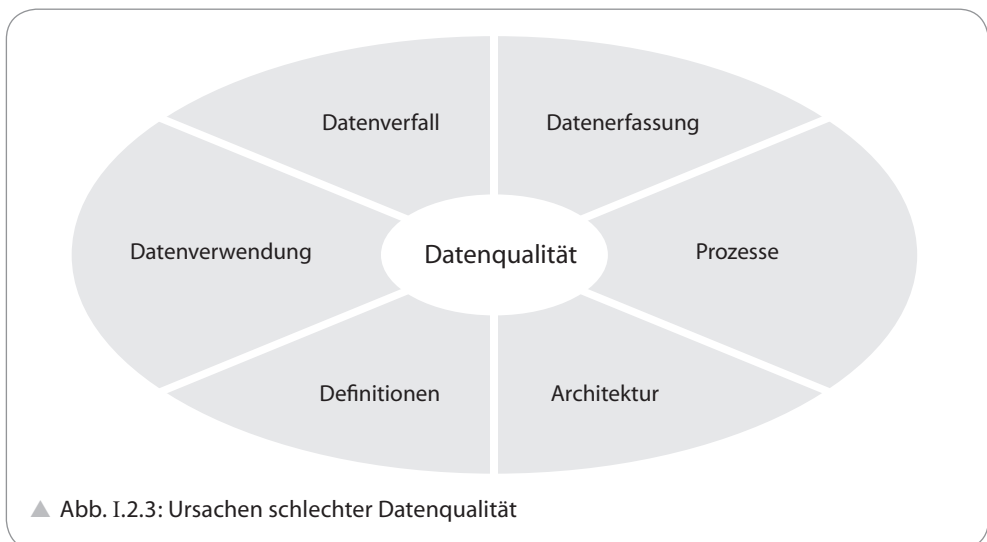 Datenverfall
Datenerfassung
Datenverwendung
Datenqualität
Prozesse
Definitionen
Architektur
▲ Abb. I.2.3: Ursachen schlechter Datenqualität